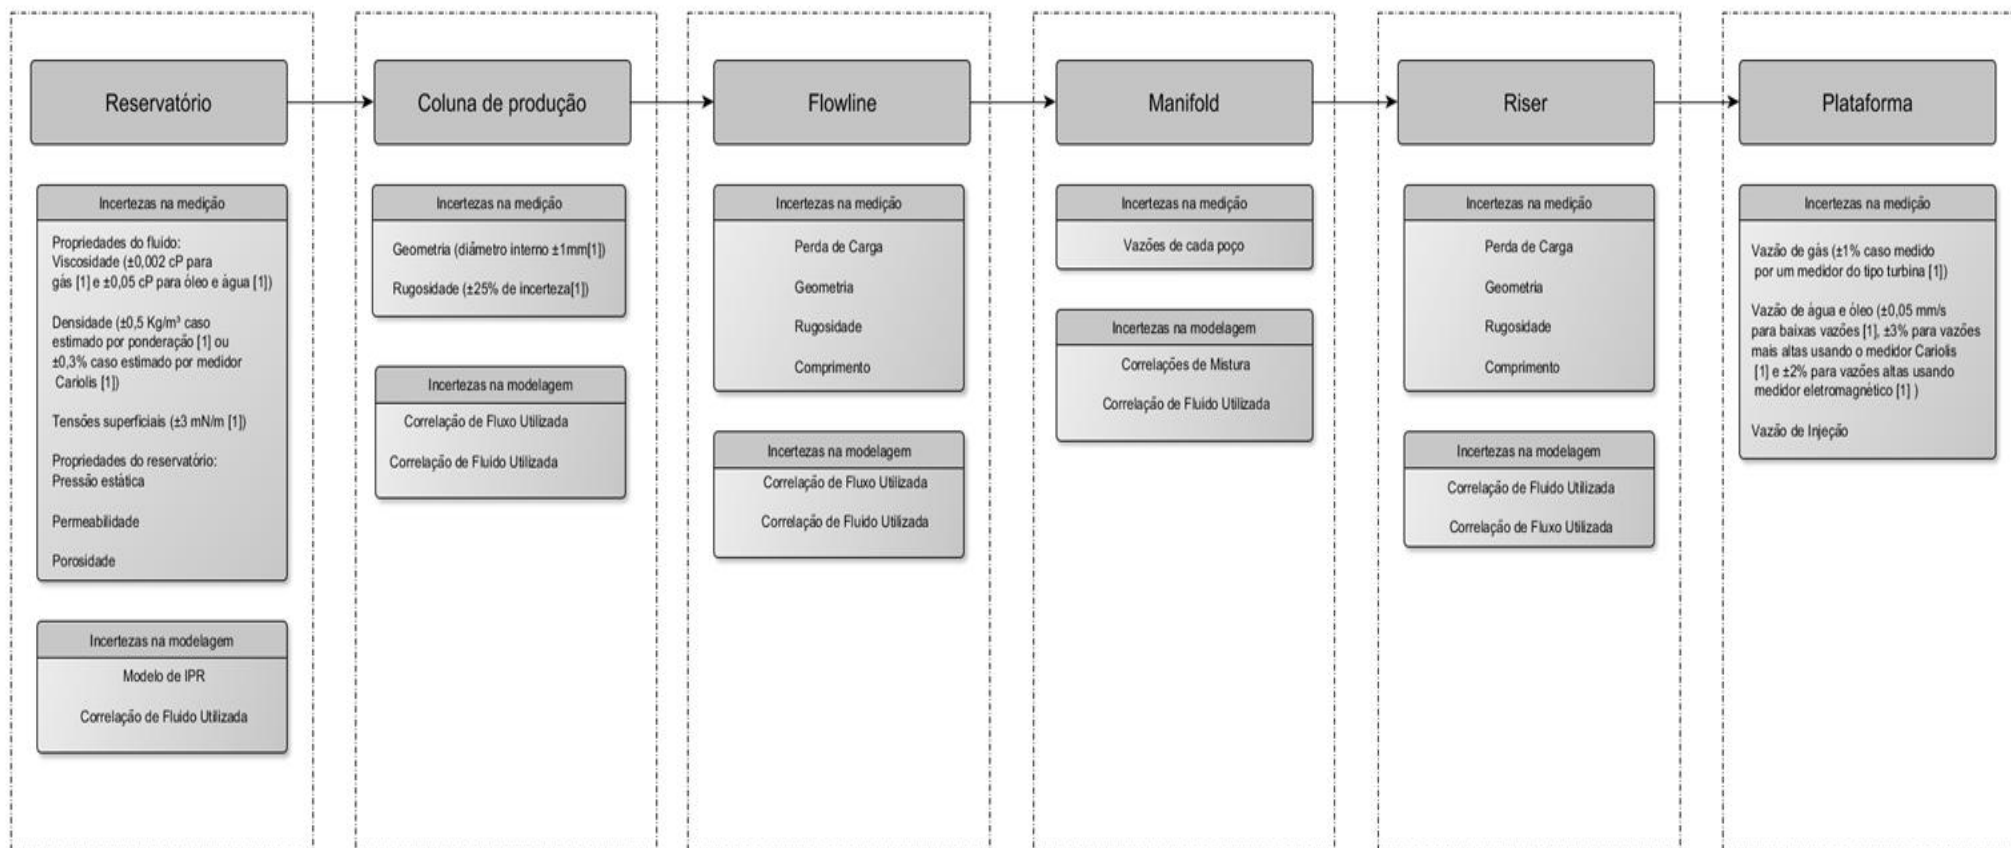 Reservatório
Coluna de produção
Flowline
Manifold
Riser
Plataforma
Incertezas na medição
Propriedades do fluido:
Viscosidade (±0,002 cP para
gás [1] e ±0,05 cP para óleo e água [1])
Densidade (±0,5 Kg/m³ caso
estimado por ponderação [1] ou
±0,3% caso estimado por medidor
Cariolis [1])
Tensões superficiais (±3 mN/m [1])
Propriedades do reservatório:
Pressão estática
Permeabilidade
Porosidade
Incertezas na modelagem
Modelo de IPR
Correlação de Fluido Utilizada
Incertezas na medição
Geometria (diâmetro interno ±1mm[1])
Rugosidade (±25% de incerteza[1])
Incertezas na modelagem
Correlação de Fluxo Utilizada
Correlação de Fluido Utilizada
Incertezas na medição
Perda de Carga
Geometria
Rugosidade
Comprimento
Incertezas na modelagem
Correlação de Fluxo Utilizada
Correlação de Fluido Utilizada
Incertezas na medição
Vazões de cada poço
Incertezas na modelagem
Correlações de Mistura
Correlação de Fluido Utilizada
Incertezas na medição
Perda de Carga
Geometria
Rugosidade
Comprimento
Incertezas na modelagem
Correlação de Fluido Utilizada
Correlação de Fluxo Utilizada
Incertezas na medição
Vazão de gás (±1% caso medido
por um medidor do tipo turbina [1])
Vazão de água e óleo (±0,05 mm/s
para baixas vazões [1], ±3% para vazões
mais altas usando o medidor Cariolis
[1] e ±2% para vazões altas usando
medidor eletromagnético [1] )
Vazão de Injeção